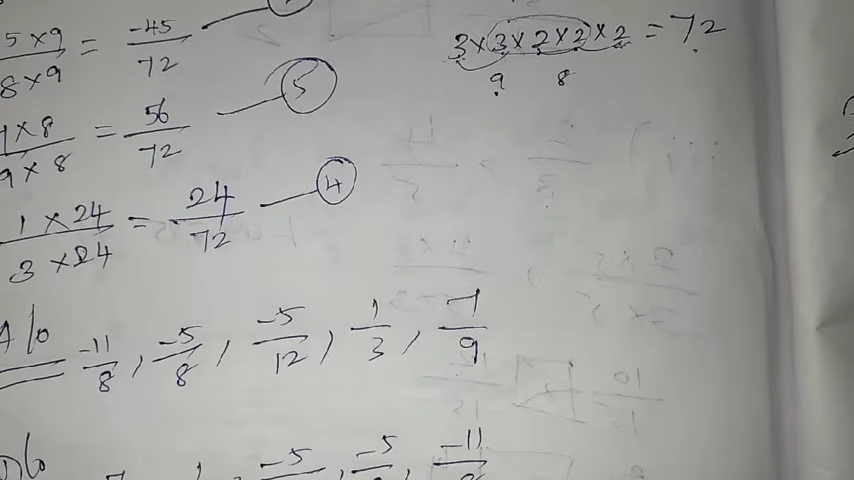 5 × 9 / 8 × 9 = -45 / 72
3 × 3 × 2 × 2 × 2 = 72
9 8
× 8 / 9 × 8 = 56 / 72 — 5
1 × 24 / 3 × 24 = 24 / 72 — 4
A/o -11/8 , -5/8 , -5/12 , 1/3 , 7/9
D/o -5 , -5 , -11